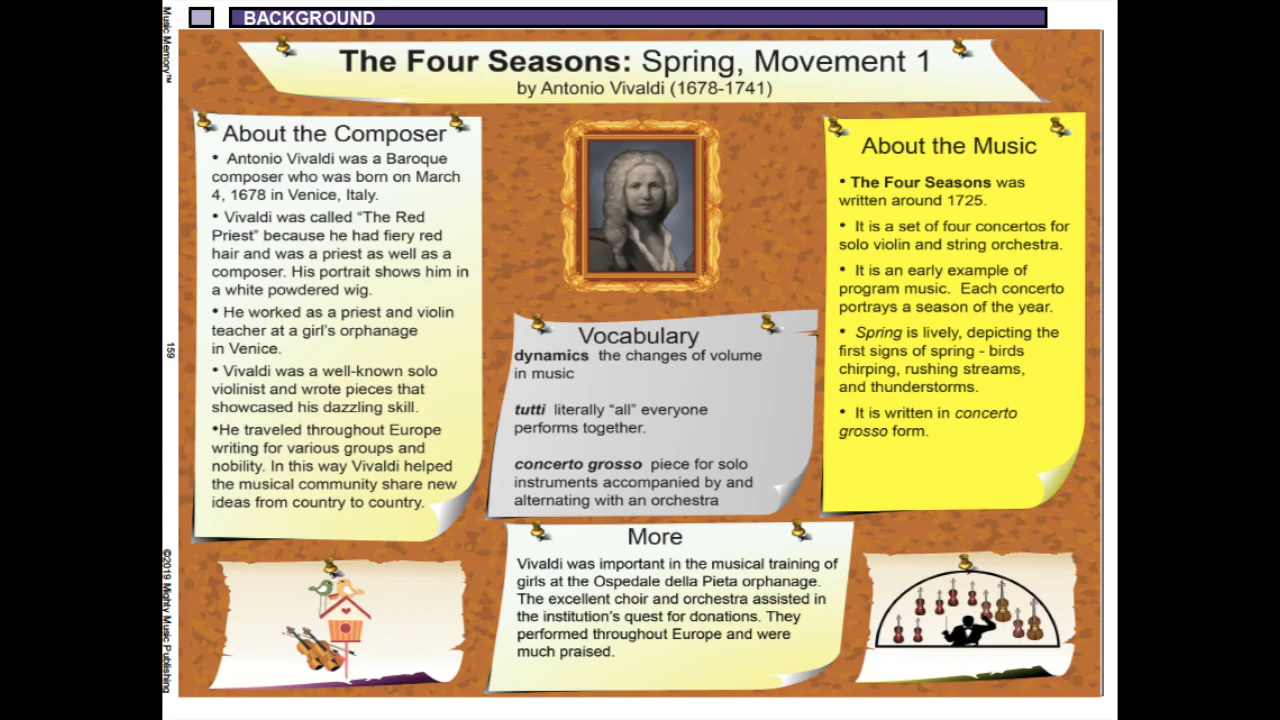 BACKGROUND
The Four Seasons: Spring, Movement 1
by Antonio Vivaldi (1678-1741)
About the Composer
• Antonio Vivaldi was a Baroque
composer who was born on March
4, 1678 in Venice, Italy.
• Vivaldi was called “The Red
Priest” because he had fiery red
hair and was a priest as well as a
composer. His portrait shows him in
a white powdered wig.
• He worked as a priest and violin
teacher at a girl’s orphanage
in Venice.
• Vivaldi was a well-known solo
violinist and wrote pieces that
showcased his dazzling skill.
•He traveled throughout Europe
writing for various groups and
nobility. In this way Vivaldi helped
the musical community share new
ideas from country to country.
Vocabulary
dynamics the changes of volume
in music
tutti literally “all” everyone
performs together.
concerto grosso piece for solo
instruments accompanied by and
alternating with an orchestra
More
Vivaldi was important in the musical training of
girls at the Ospedale della Pieta orphanage.
The excellent choir and orchestra assisted in
the institution’s quest for donations. They
performed throughout Europe and were
much praised.
About the Music
• The Four Seasons was
written around 1725.
• It is a set of four concertos for
solo violin and string orchestra.
• It is an early example of
program music. Each concerto
portrays a season of the year.
• Spring is lively, depicting the
first signs of spring - birds
chirping, rushing streams,
and thunderstorms.
• It is written in concerto
grosso form.
Music Memory™
159
©2019 Mighty Music Publishing